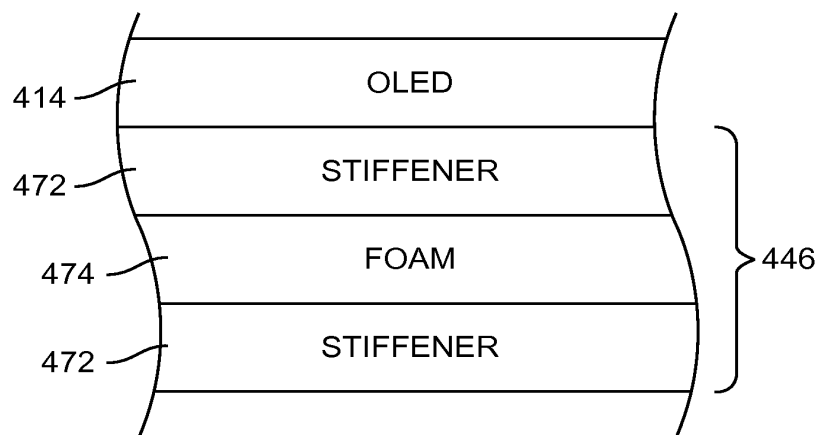 OLED
414
STIFFENER
472
FOAM
474
446
STIFFENER
472